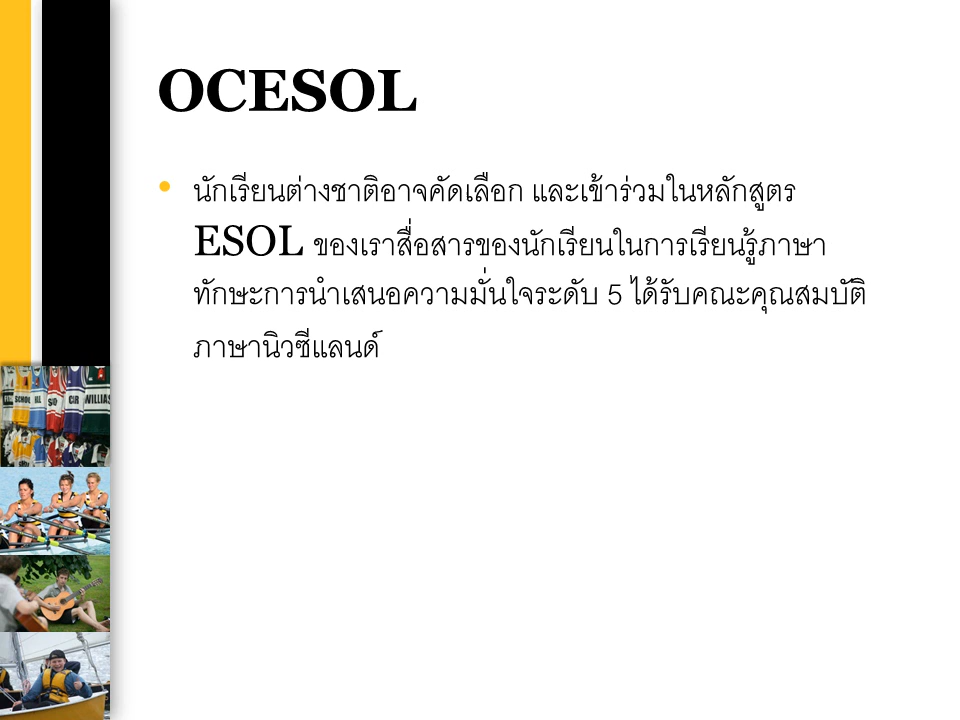 OCESOL
• นักเรียนต่างชาติอาจคัดเลือก และเข้าร่วมในหลักสูตร
ESOL ของเราสื่อสารของนักเรียนในการเรียนรู้ภาษา
ทักษะการนำเสนอความมั่นใจระดับ 5 ได้รับคณะคุณสมบัติ
ภาษานิวซีแลนด์